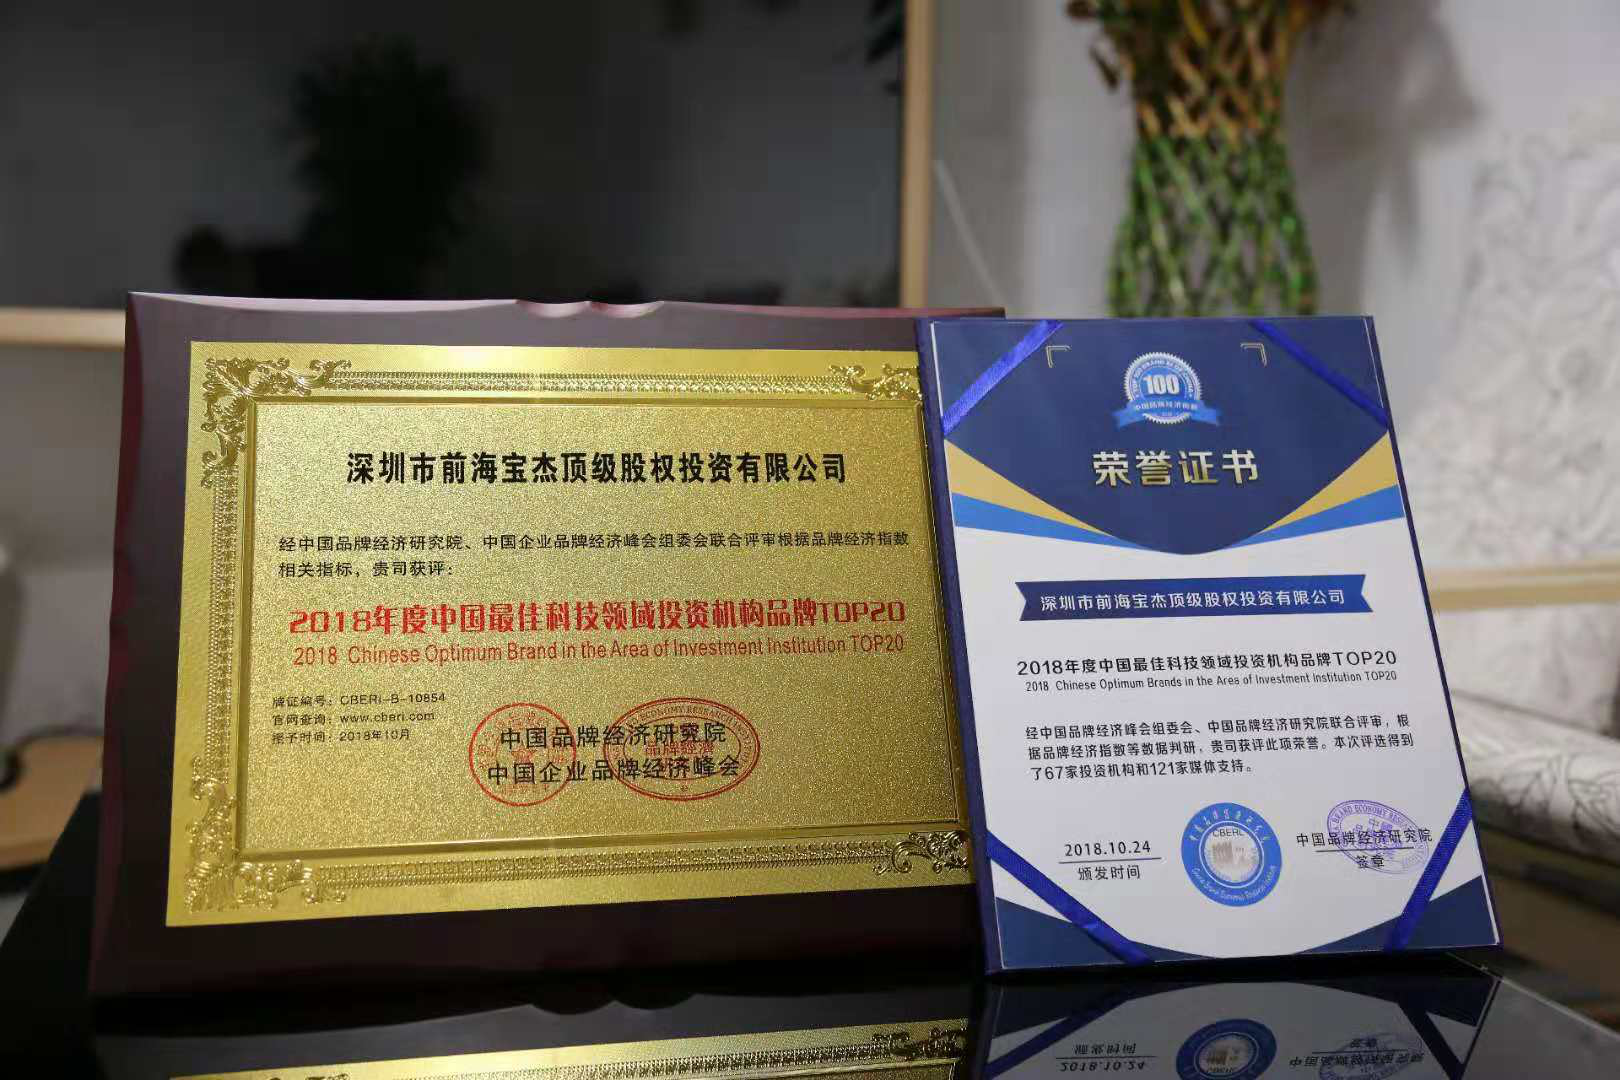 深圳市前海宝杰顶级股权投资有限公司
经中国品牌经济研究院、中国企业品牌经济峰会组委会联合评审根据品牌经济指数
相关指标，贵司获评：
2018年度中国最佳科技领域投资机构品牌TOP20
2018 Chinese Optimum Brand in the Area of Investment Institution TOP20
牌证编号：CBERi-B-10854
官网查询：www.cberi.com
授予时间：2018年10月
中国品牌经济研究院
中国企业品牌经济峰会
品牌经济
100
荣誉证书
深圳市前海宝杰顶级股权投资有限公司
2018年度中国最佳科技领域投资机构品牌TOP20
2018 Chinese Optimum Brands in the Area of Investment Institution TOP20
经中国品牌经济峰会组委会、中国品牌经济研究院联合评审，根
据品牌经济指数等数据判研，贵司获评此项荣誉。本次评选得到
了67家投资机构和121家媒体支持。
2018.10.24
颁发时间
CBERI
中国品牌经济研究院
签章